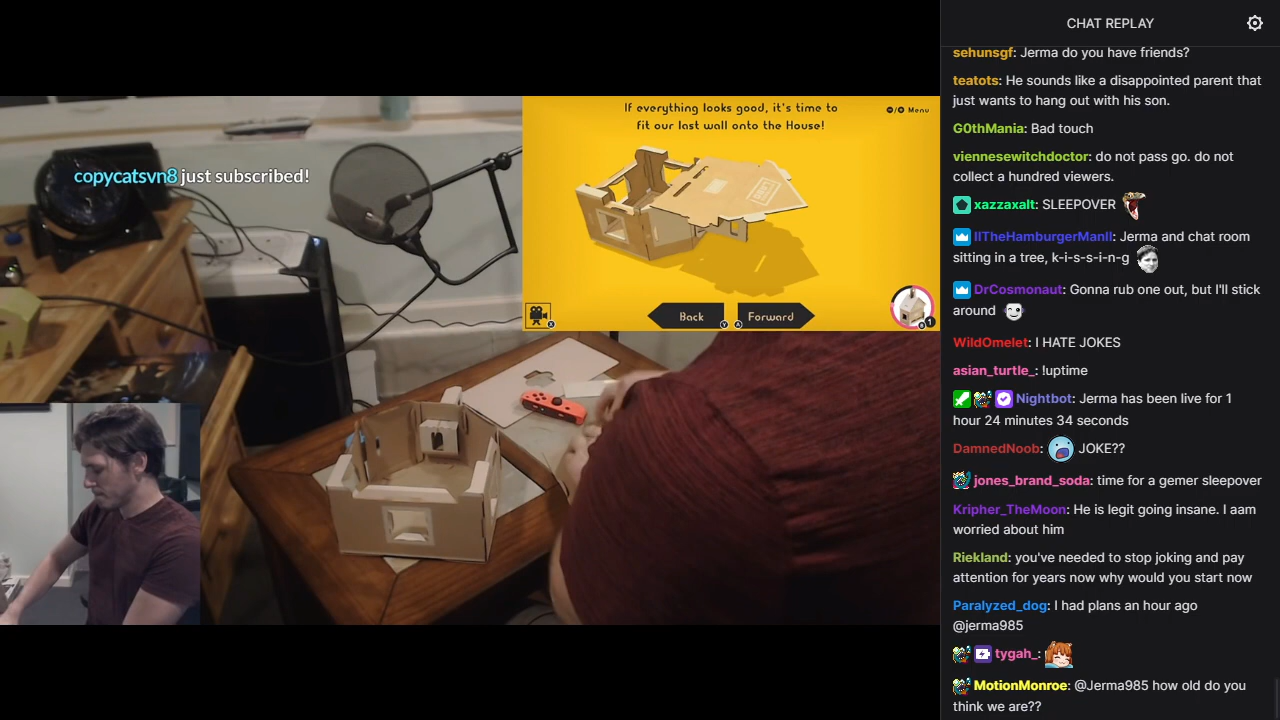 copycatsvn8 just subscribed!
If everything looks good, it's time to
fit our last wall onto the House!
Menu
Back
Forward
CHAT REPLAY
sehunsgf: Jerma do you have friends?
teatots: He sounds like a disappointed parent that
just wants to hang out with his son.
G0thMania: Bad touch
viennesewitchdoctor: do not pass go. do not
collect a hundred viewers.
xazzaxalt: SLEEPOVER
IITheHamburgerManII: Jerma and chat room
sitting in a tree, k-i-s-s-i-n-g
DrCosmonaut: Gonna rub one out, but I'll stick
around
WildOmelet: I HATE JOKES
asian_turtle_: !uptime
Nightbot: Jerma has been live for 1
hour 24 minutes 34 seconds
DamnedNoob: JOKE??
jones_brand_soda: time for a gemer sleepover
Kripher_TheMoon: He is legit going insane. I aam
worried about him
Riekland: you've needed to stop joking and pay
attention for years now why would you start now
Paralyzed_dog: I had plans an hour ago
@jerma985
tygah_:
MotionMonroe: @Jerma985 how old do you
think we are??